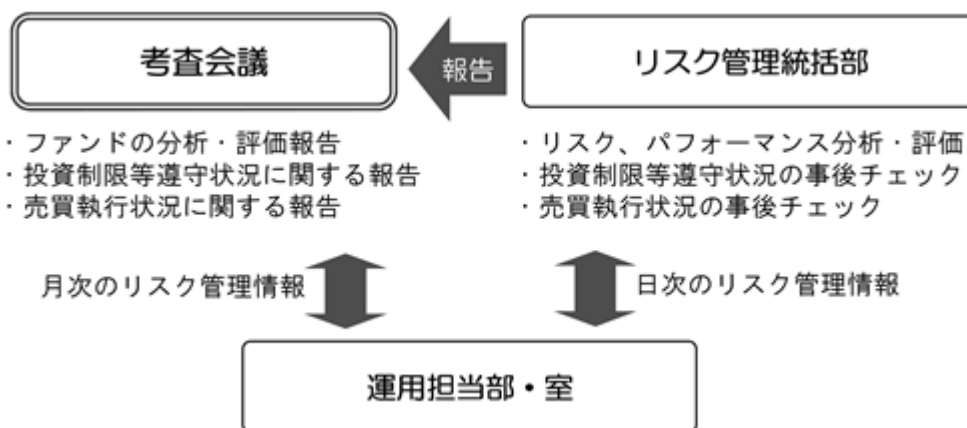 考査会議
報告
リスク管理統括部
・ファンドの分析・評価報告
・投資制限等遵守状況に関する報告
・売買執行状況に関する報告
・リスク、パフォーマンス分析・評価
・投資制限等遵守状況の事後チェック
・売買執行状況の事後チェック
月次のリスク管理情報
日次のリスク管理情報
運用担当部・室